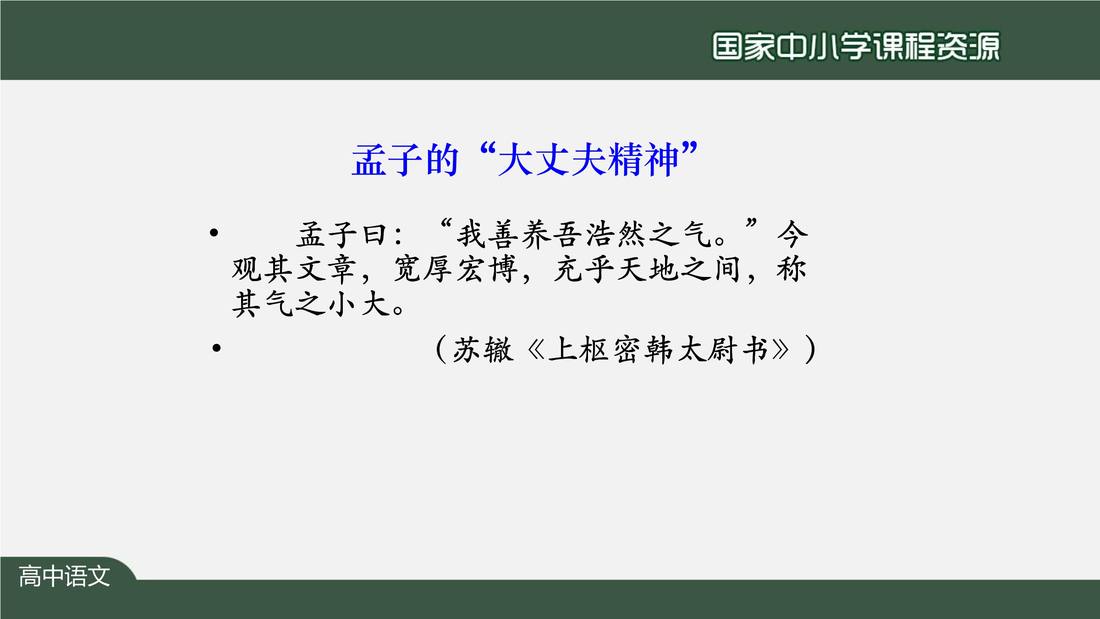 国家中小学课程资源
孟子的“大丈夫精神”
• 孟子曰：“我善养吾浩然之气。”今
观其文章，宽厚宏博，充乎天地之间，称
其气之小大。
• （苏辙《上枢密韩太尉书》）
高中语文